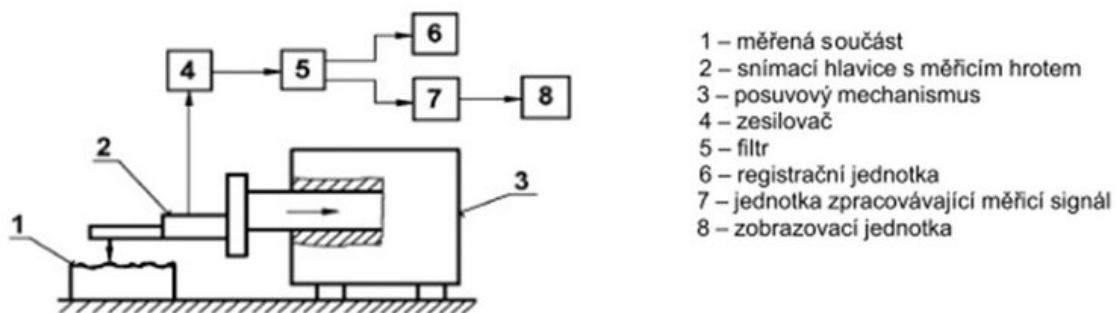 6
4
5
7
8
2
3
1
1 – měřená součást
2 – snímací hlavice s měřicím hrotem
3 – posuvový mechanismus
4 – zesilovač
5 – filtr
6 – registrační jednotka
7 – jednotka zpracovávající měřicí signál
8 – zobrazovací jednotka